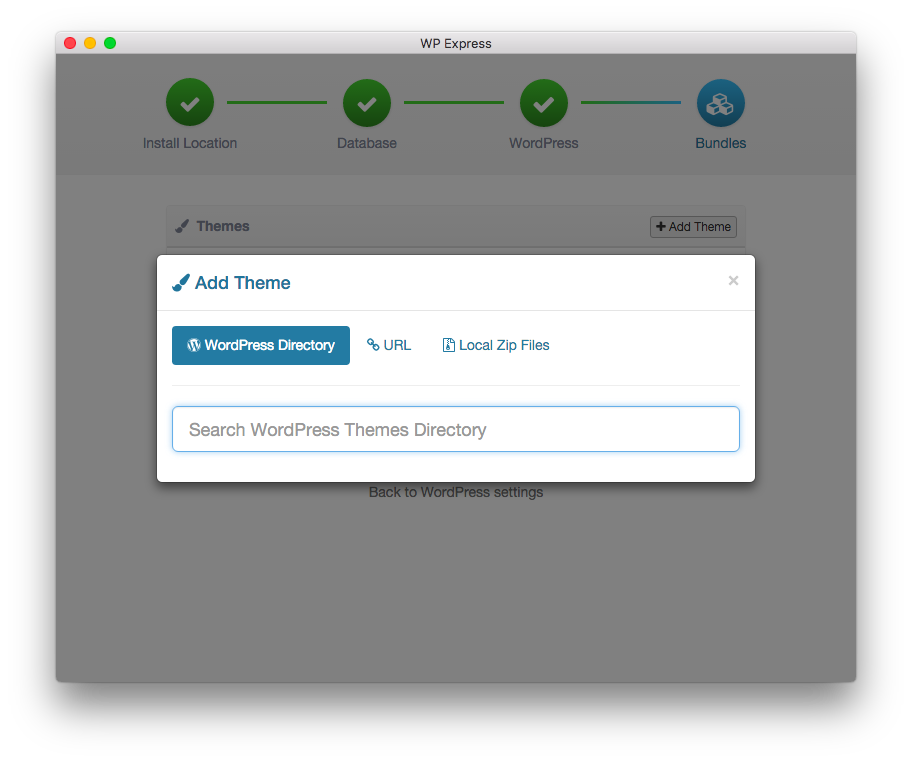 WP Express
Install Location
Database
WordPress
Bundles
Themes
Add Theme
Add Theme
×
WordPress Directory
URL
Local Zip Files
Search WordPress Themes Directory
Back to WordPress settings